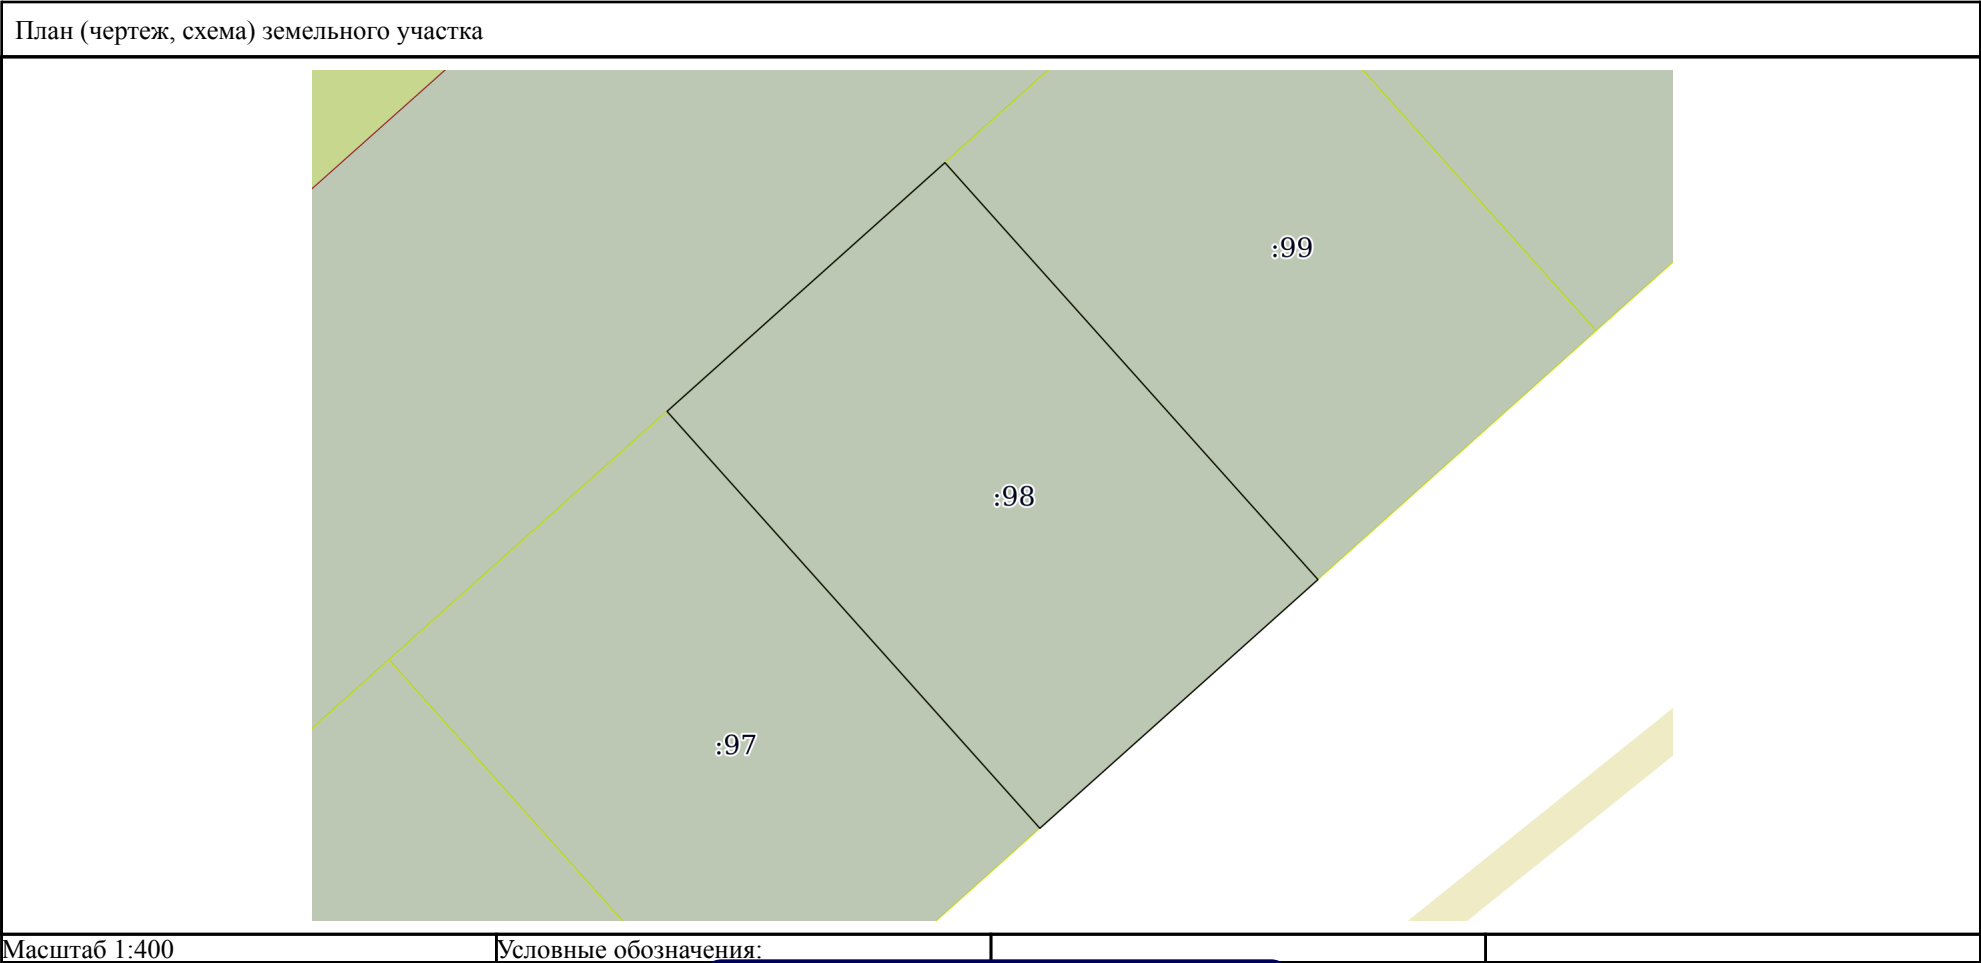 План (чертеж, схема) земельного участка
:99
:98
:97
Масштаб 1:400
Условные обозначения: